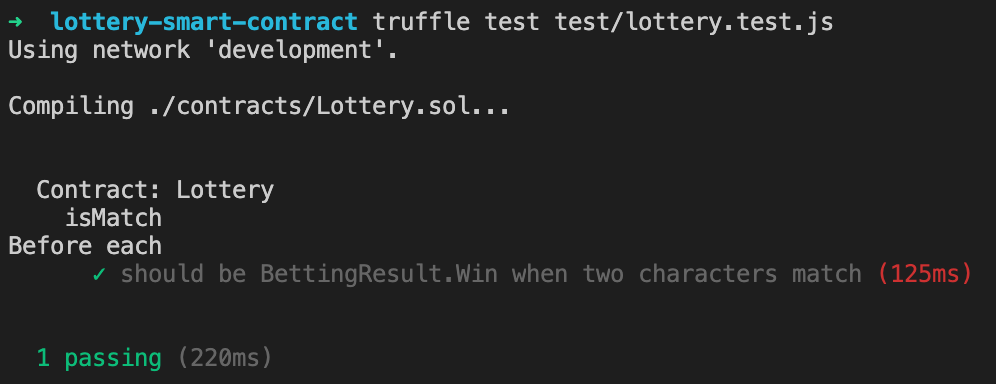 ➜  lottery-smart-contract truffle test test/lottery.test.js
Using network 'development'.
Compiling ./contracts/Lottery.sol...
Contract: Lottery
isMatch
Before each
✓ should be BettingResult.Win when two characters match (125ms)
1 passing (220ms)